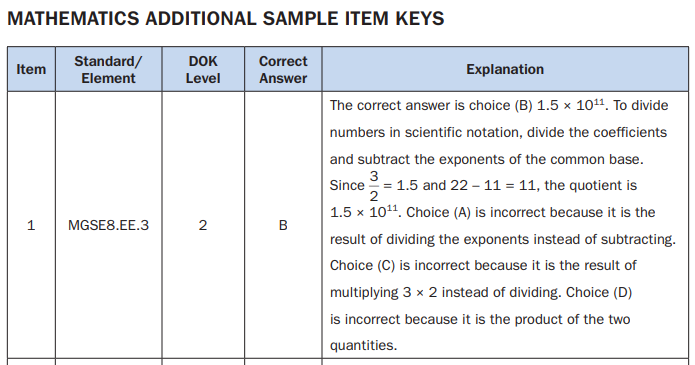 MATHEMATICS ADDITIONAL SAMPLE ITEM KEYS
Item
Standard/
Element
DOK
Level
Correct
Answer
Explanation
1
MGSE8.EE.3
2
B
The correct answer is choice (B) 1.5 × 10¹¹. To divide
numbers in scientific notation, divide the coefficients
and subtract the exponents of the common base.
Since 3/2 = 1.5 and 22 – 11 = 11, the quotient is
1.5 × 10¹¹. Choice (A) is incorrect because it is the
result of dividing the exponents instead of subtracting.
Choice (C) is incorrect because it is the result of
multiplying 3 × 2 instead of dividing. Choice (D)
is incorrect because it is the product of the two
quantities.